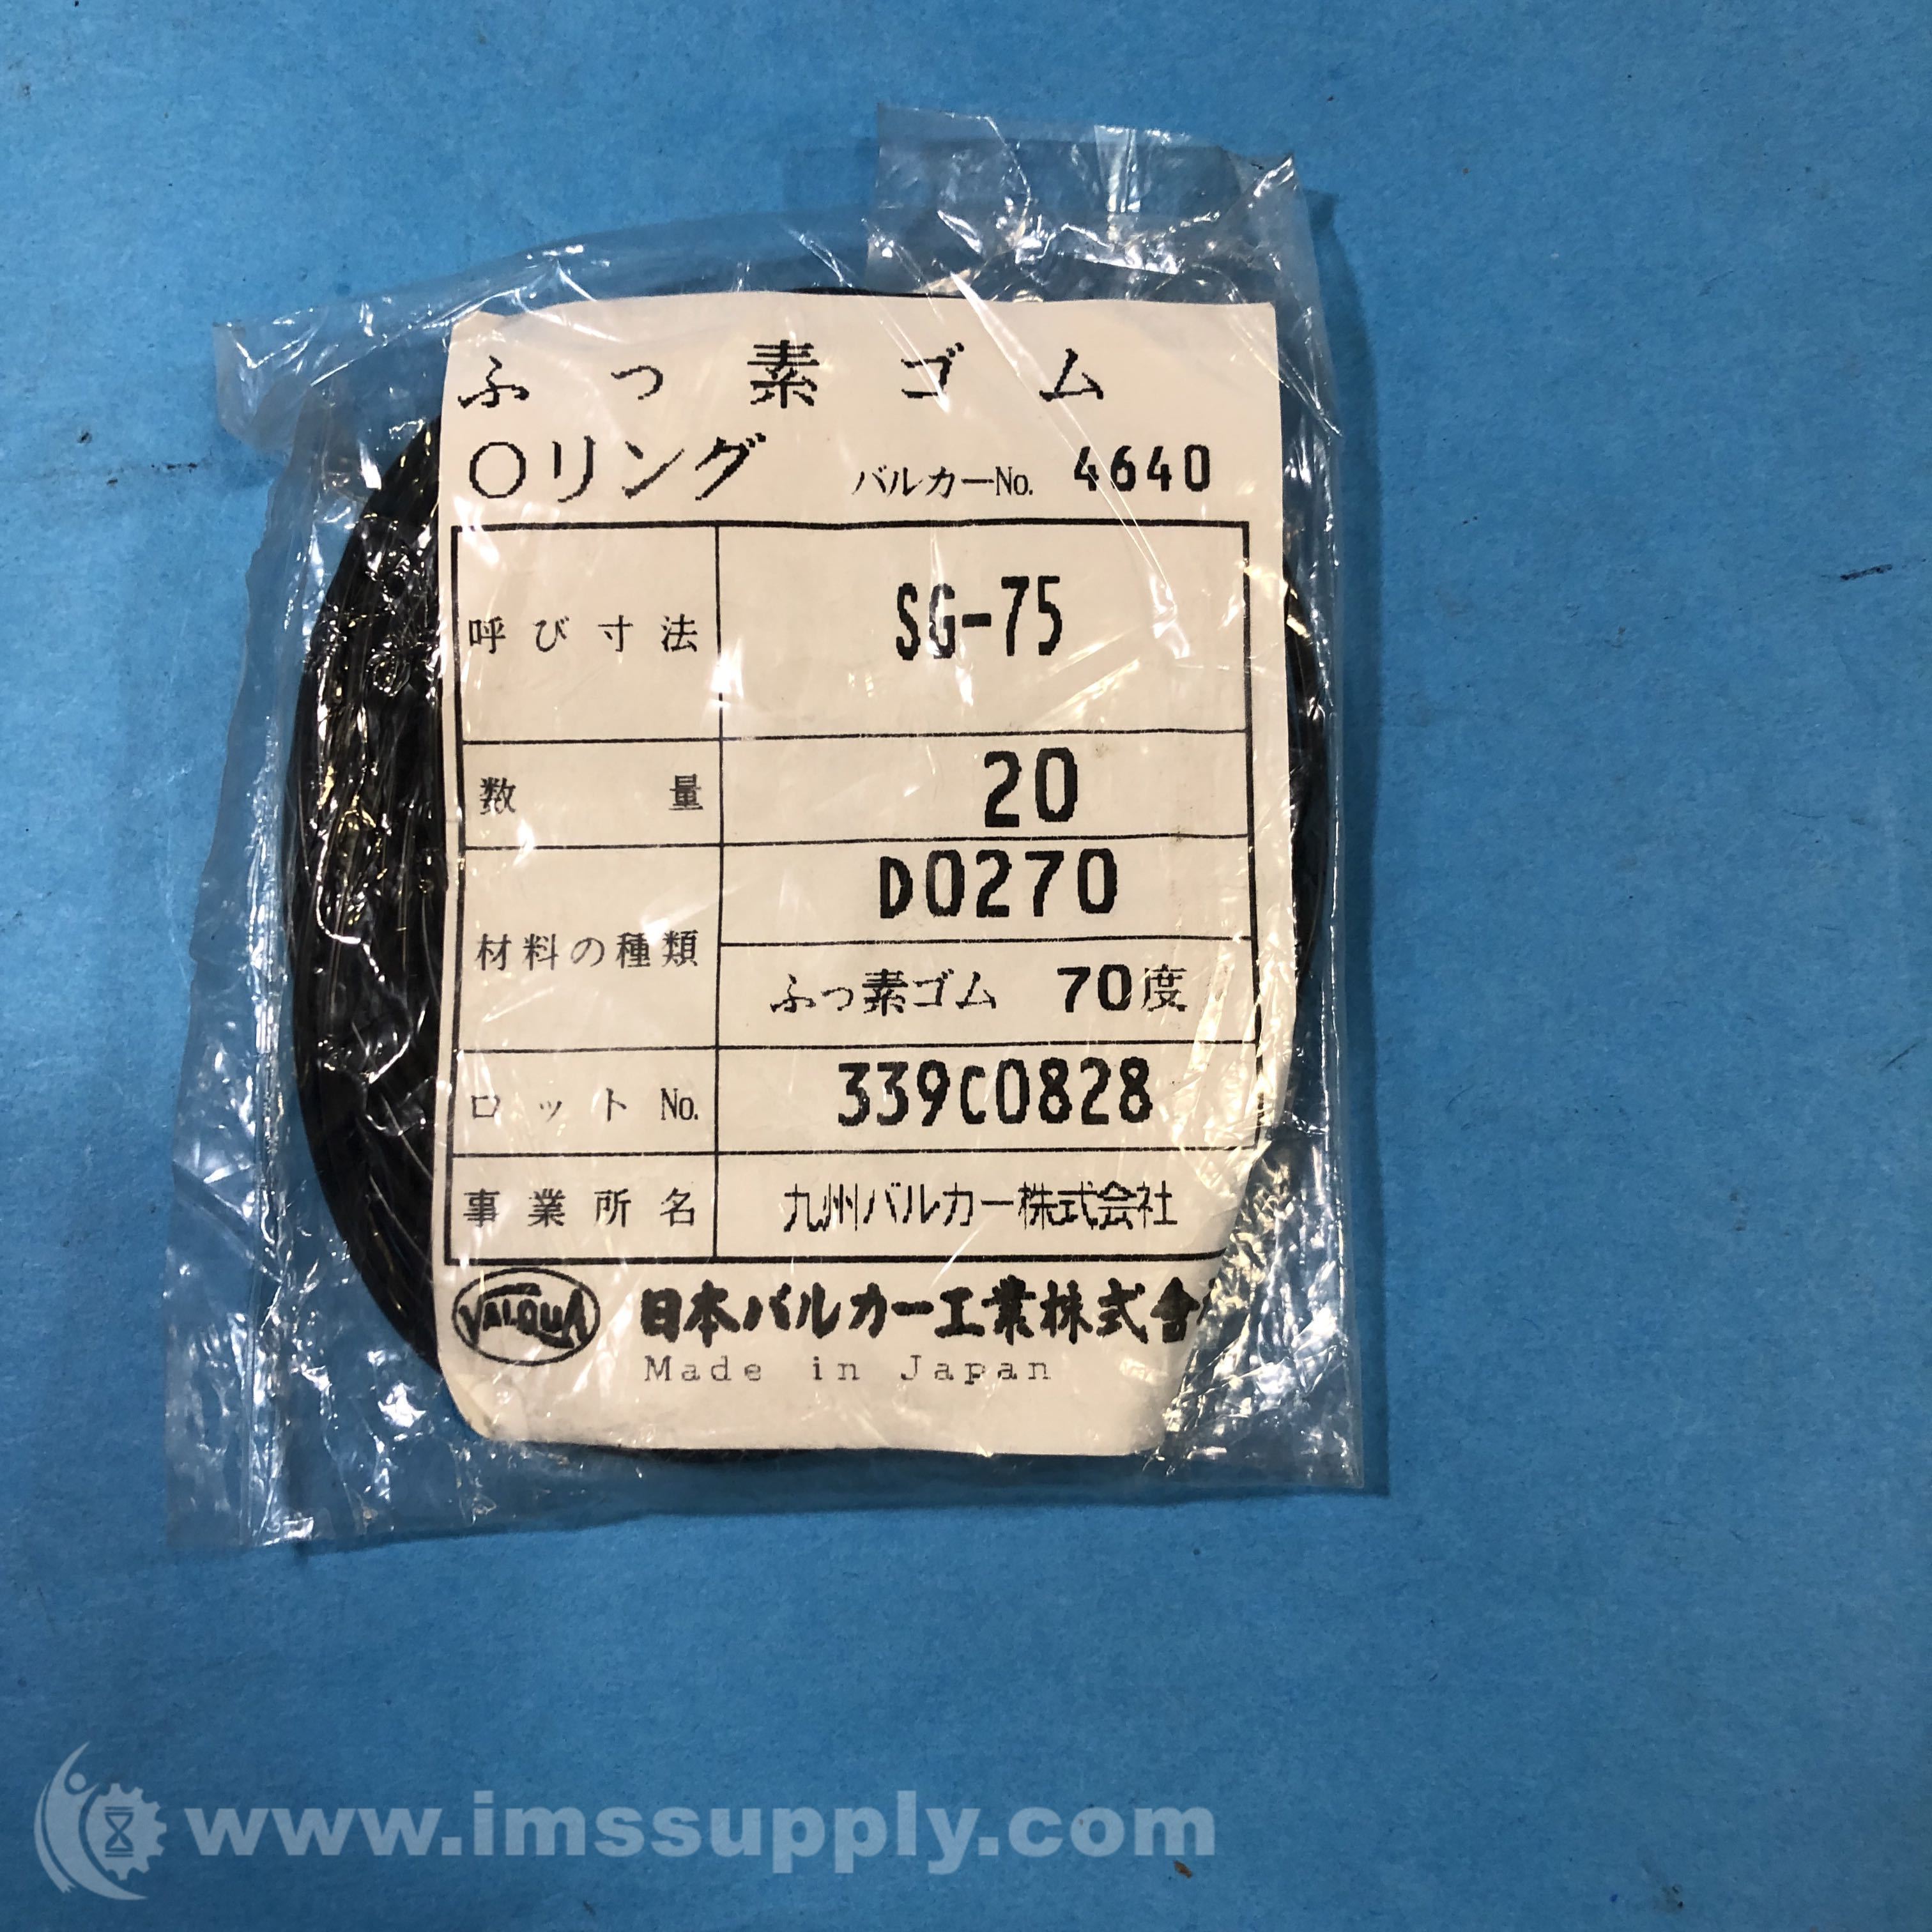 ふっ素ゴム
Oリング バルカーNo. 4640
呼び寸法 SG-75
数量 20
材料の種類 D0270
ふっ素ゴム 70度
ロットNo. 339C0828
事業所名 九州バルカー株式会社
VALQUA 日本バルカー工業株式会
Made in Japan
www.imssupply.com